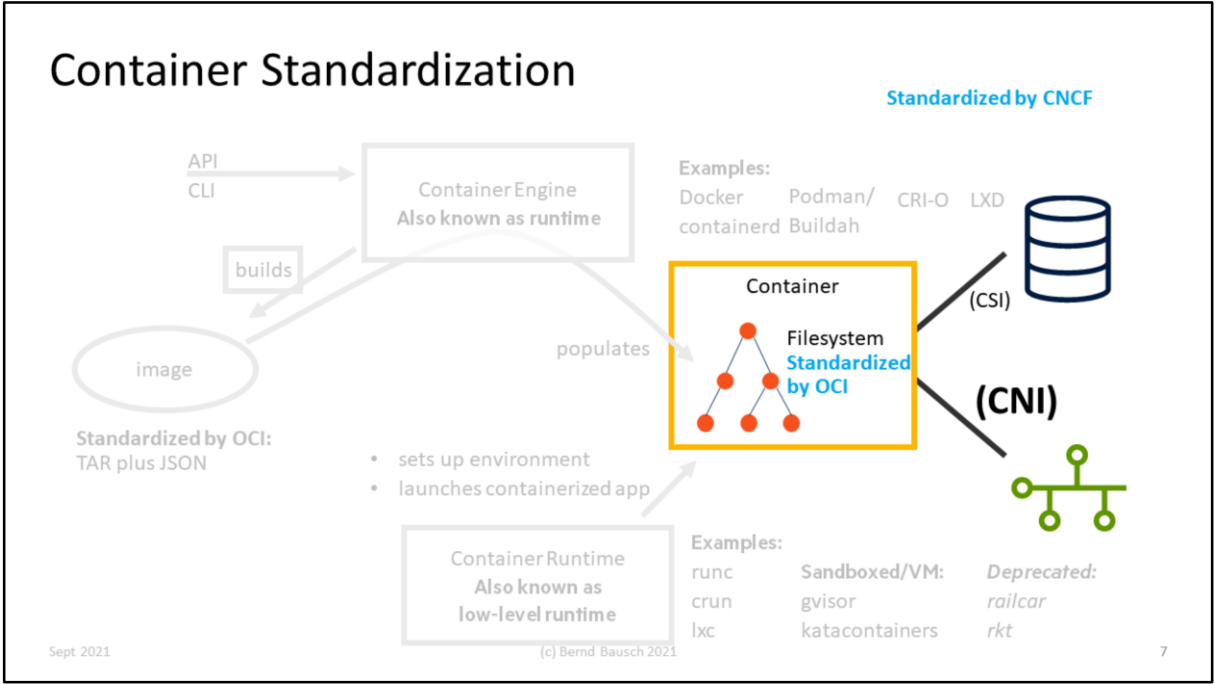 Container Standardization
Standardized by CNCF
API
CLI
Container Engine
Also known as runtime
Examples:
Docker Podman/ CRI-O LXD
containerd Buildah
builds
Container
(CSI)
Filesystem
Standardized
by OCI
populates
image
(CNI)
Standardized by OCI:
TAR plus JSON
• sets up environment
• launches containerized app
Container Runtime
Also known as
low-level runtime
Examples:
runc Sandboxed/VM: Deprecated:
crun gvisor railcar
lxc katacontainers rkt
Sept 2021 (c) Bernd Bausch 2021 7